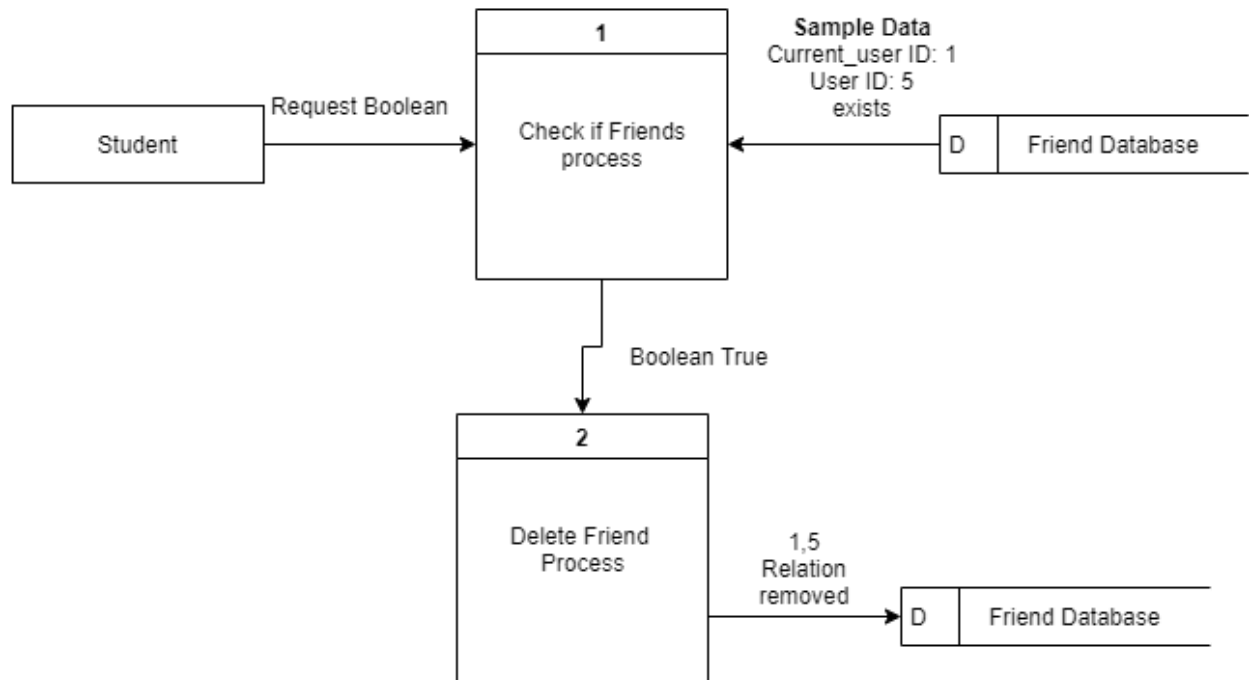 1
Sample Data
Current_user ID: 1
User ID: 5
exists
Request Boolean
Student
Check if Friends
process
D
Friend Database
Boolean True
2
Delete Friend
Process
1,5
Relation
removed
D
Friend Database